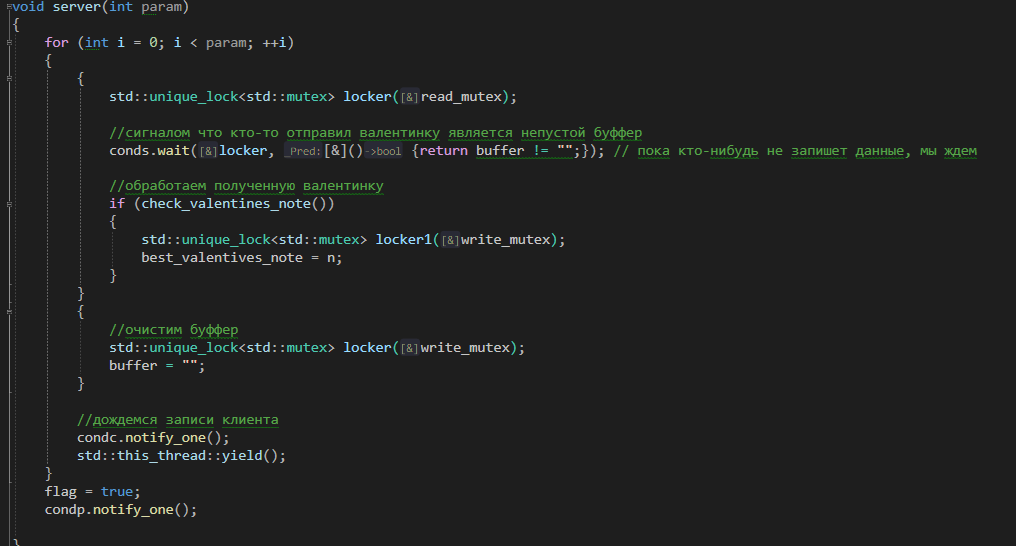 void server(int param)
{
for (int i = 0; i < param; ++i)
{
{
std::unique_lock<std::mutex> locker([&]read_mutex);
//сигналом что кто-то отправил валентинку является непустой буффер
conds.wait([&]locker, _Pred:[&]()->bool {return buffer != "";}); // пока кто-нибудь не запишет данные, мы ждем
//обработаем полученную валентинку
if (check_valentines_note())
{
std::unique_lock<std::mutex> locker1([&]write_mutex);
best_valentives_note = n;
}
}
{
//очистим буффер
std::unique_lock<std::mutex> locker([&]write_mutex);
buffer = "";
}
//дождемся записи клиента
condc.notify_one();
std::this_thread::yield();
}
flag = true;
condp.notify_one();
}